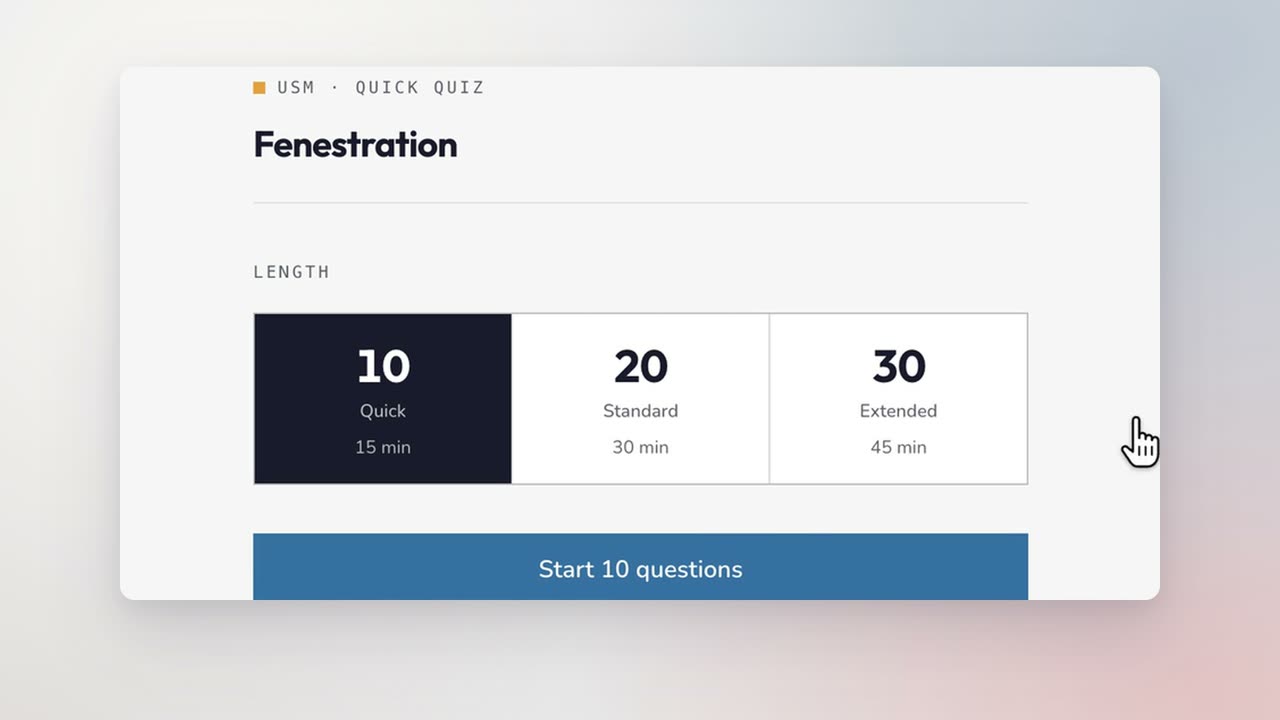 USM · QUICK QUIZ
Fenestration
LENGTH
10
Quick
15 min
20
Standard
30 min
30
Extended
45 min
Start 10 questions